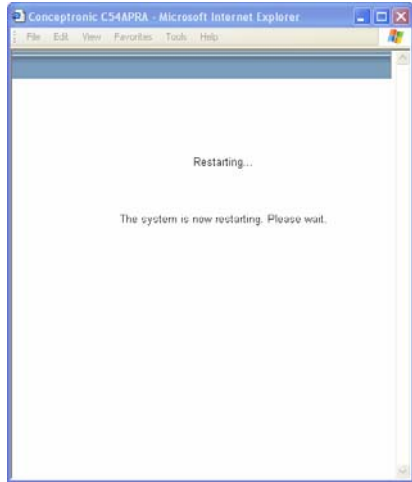 Conceptronic C54APRA - Microsoft Internet Explorer
File Edit View Favorites Tools Help
Restarting...
The system is now restarting. Please wait.